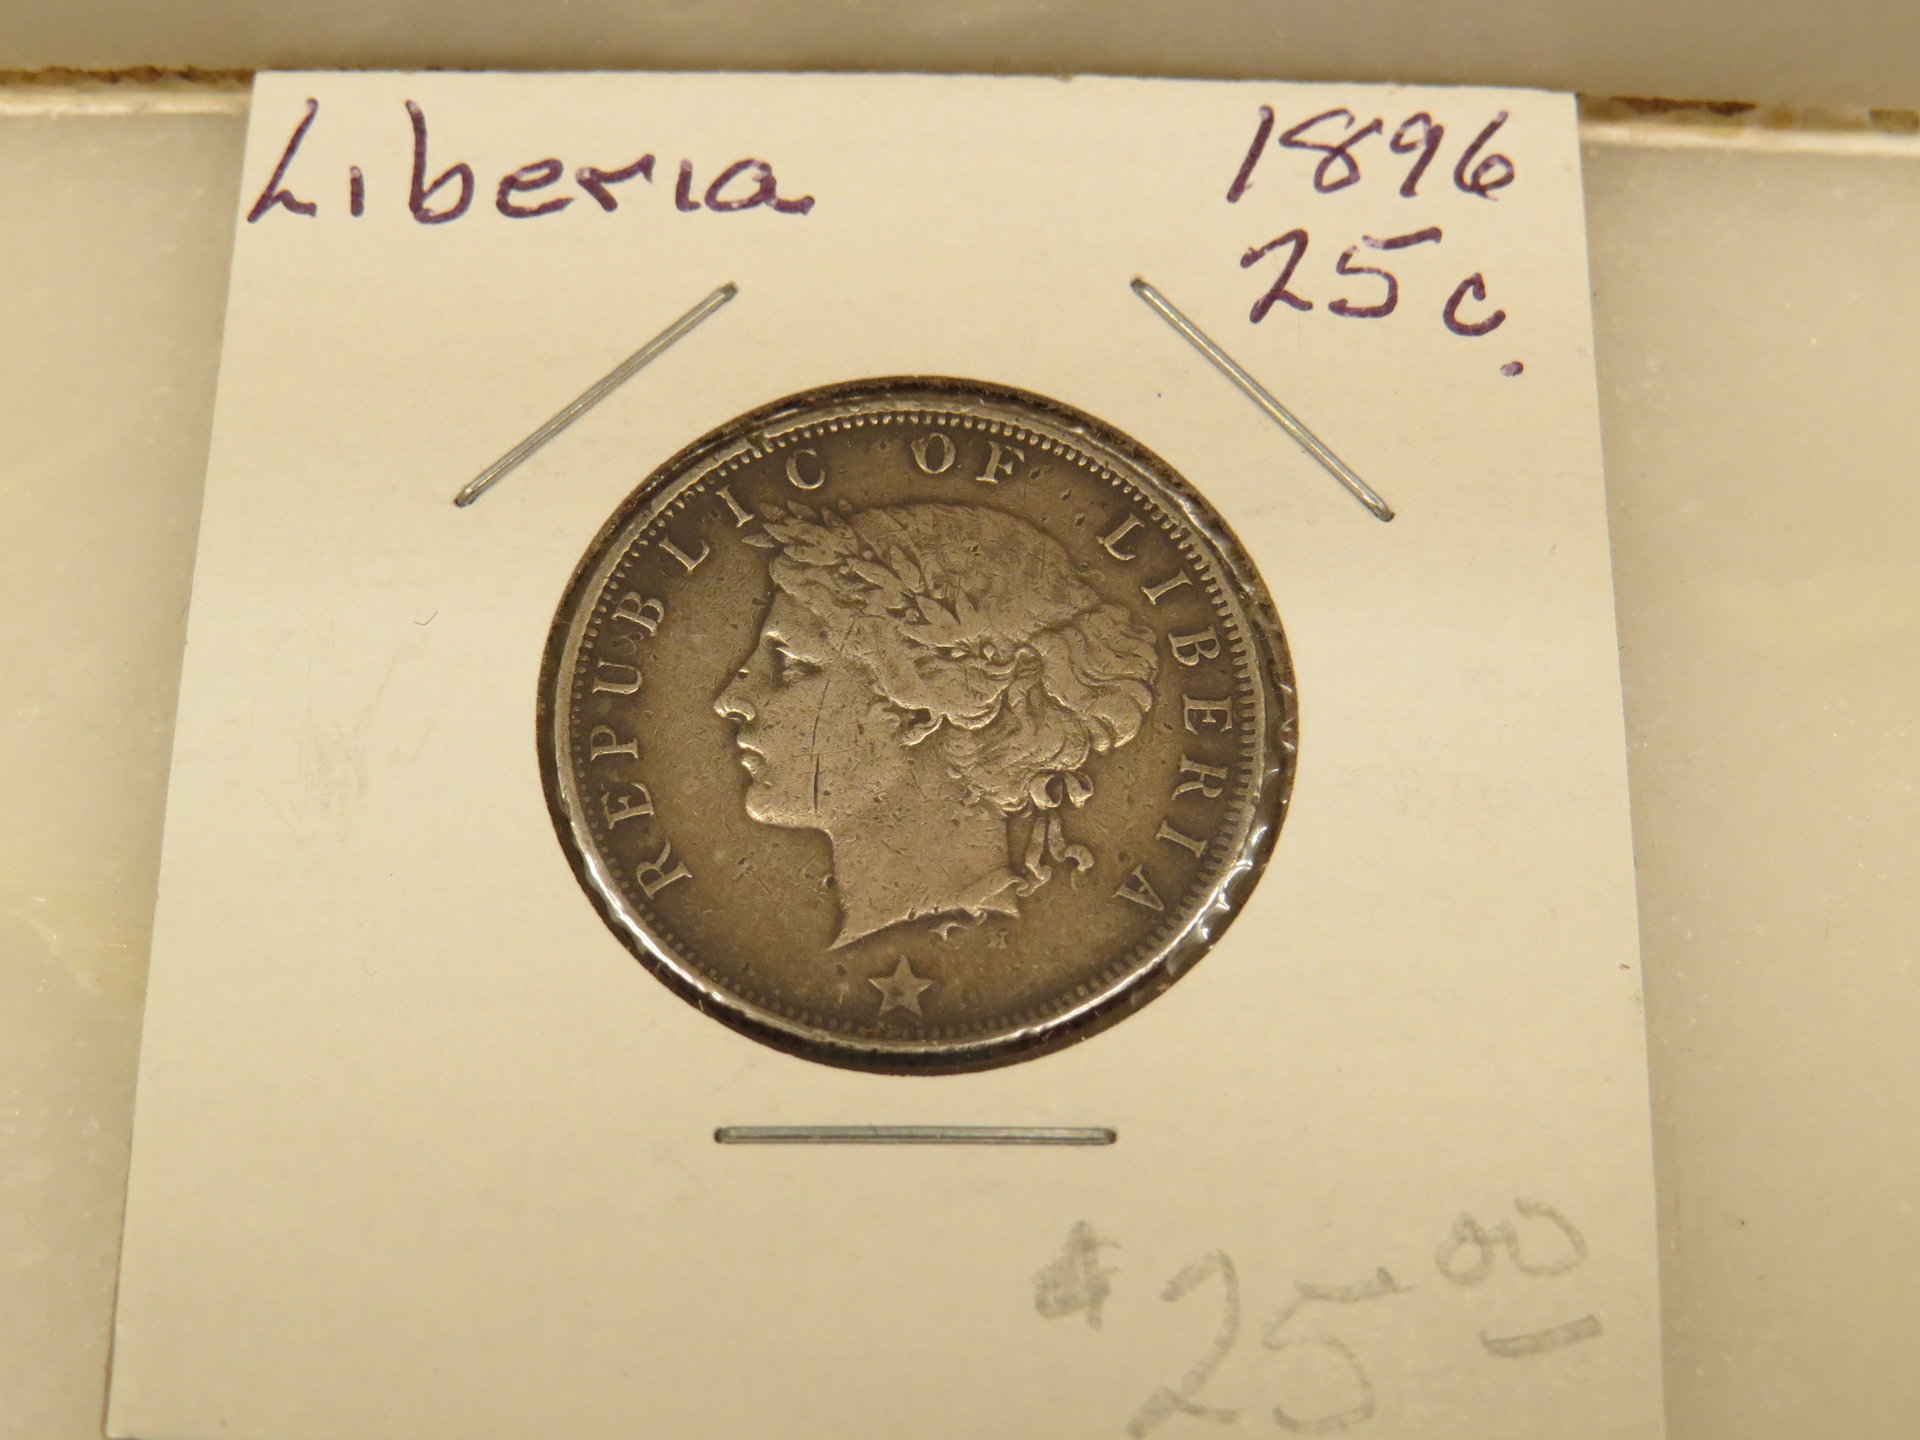 Liberia 1896
25c.
REPUBLIC OF LIBERIA
H
$25.00